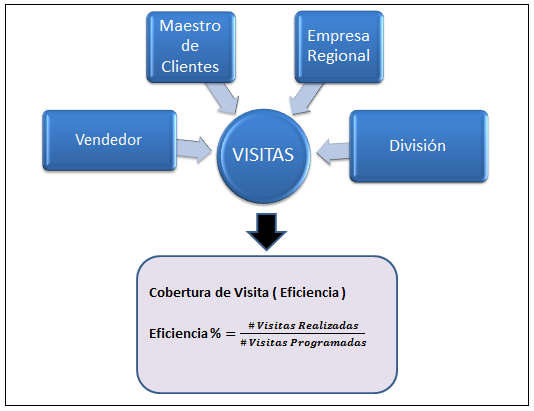 Maestro
de
Clientes
Empresa
Regional
Vendedor
VISITAS
División
Cobertura de Visita ( Eficiencia )
Eficiencia % = # Visitas Realizadas / # Visitas Programadas